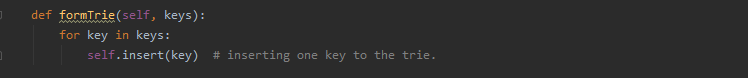 def formTrie(self, keys):
    for key in keys:
        self.insert(key)  # inserting one key to the trie.